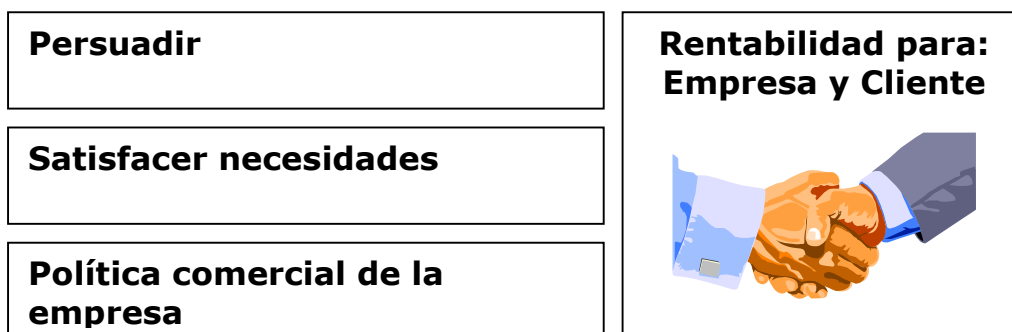 Persuadir
Satisfacer necesidades
Política comercial de la
empresa
Rentabilidad para:
Empresa y Cliente